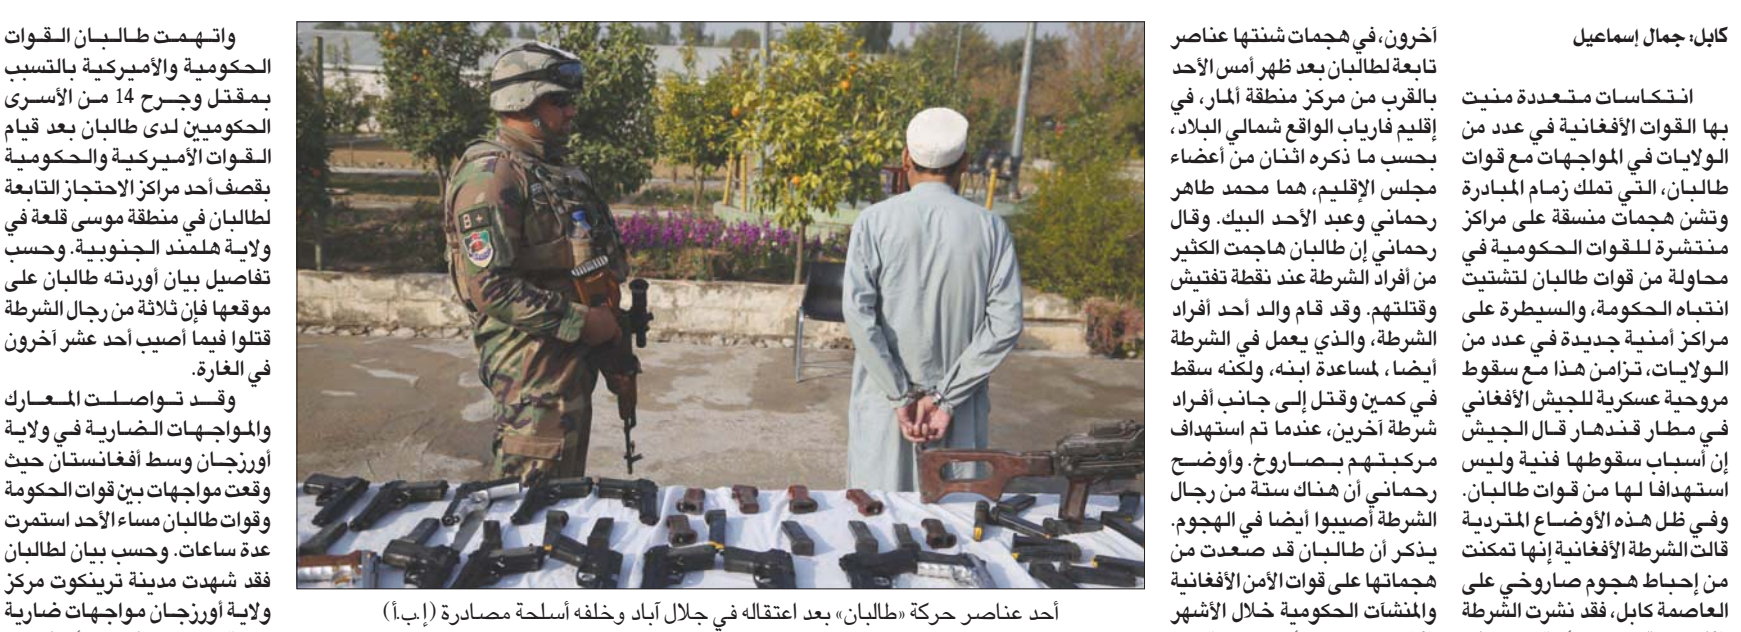 كابل: جمال إسماعيل
انتكاسات متعددة منيت
بها القوات الأفغانية في عدد من
الولايات في المواجهات مع قوات
طالبان، التي تملك زمام المبادرة
وتشن هجمات منسقة على مراكز
منتشرة للقوات الحكومية في
محاولة من قوات طالبان لتشتيت
انتباه الحكومة، والسيطرة على
مراكز أمنية جديدة في عدد من
الولايات، تزامن هذا مع سقوط
مروحية عسكرية للجيش الأفغاني
في مطار قندهار قال الجيش
إن أسباب سقوطها فنية وليس
استهدافا لها من قوات طالبان.
وفي ظل هذه الأوضاع المتردية
قالت الشرطة الأفغانية إنها تمكنت
من إحباط هجوم صاروخي على
العاصمة كابل، فقد نشرت الشرطة
آخرون، في هجمات شنتها عناصر
تابعة لطالبان بعد ظهر أمس الأحد
بالقرب من مركز منطقة ألمار، في
إقليم فارياب الواقع شمالي البلاد،
بحسب ما ذكره اثنان من أعضاء
مجلس الإقليم، هما محمد طاهر
رحماني وعبد الأحد البيك. وقال
رحماني إن طالبان هاجمت الكثير
من أفراد الشرطة عند نقطة تفتيش
وقتلتهم. وقد قام والد أحد أفراد
الشرطة، والذي يعمل في الشرطة
أيضا، لمساعدة ابنه، ولكنه سقط
في كمين وقتل إلى جانب أفراد
شرطة آخرين، عندما تم استهداف
مركبتهم بصاروخ. وأوضح
رحماني أن هناك ستة من رجال
الشرطة أصيبوا أيضا في الهجوم.
يذكر أن طالبان قد صعدت من
هجماتها على قوات الأمن الأفغانية
والمنشآت الحكومية خلال الأشهر
B +
أحد عناصر حركة «طالبان» بعد اعتقاله في جلال آباد وخلفه أسلحة مصادرة (إ.ب.أ)
واتهمت طالبان القوات
الحكومية والأميركية بالتسبب
بمقتل وجرح 14 من الأسرى
الحكوميين لدى طالبان بعد قيام
القوات الأميركية والحكومية
بقصف أحد مراكز الاحتجاز التابعة
لطالبان في منطقة موسى قلعة في
ولاية هلمند الجنوبية. وحسب
تفاصيل بيان أوردته طالبان على
موقعها فإن ثلاثة من رجال الشرطة
قتلوا فيما أصيب أحد عشر آخرون
في الغارة.
وقد تواصلت المعارك
والمواجهات الضارية في ولاية
أورزجان وسط أفغانستان حيث
وقعت مواجهات بين قوات الحكومة
وقوات طالبان مساء الأحد استمرت
عدة ساعات. وحسب بيان لطالبان
فقد شهدت مدينة ترينكوت مركز
ولاية أورزجان مواجهات ضارية